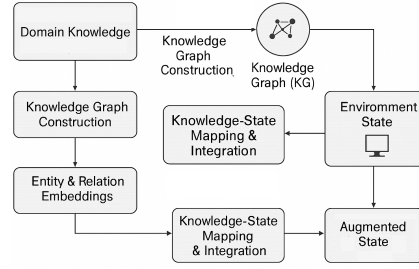 Domain Knowledge
Knowledge
Graph
Construction.
Knowledge
Graph (KG)
Knowledge Graph
Construction
Knowledge-State
Mapping &
Integration
Enviromment
State
Entity & Relation
Embeddings
Knowledge-State
Mapping
& Integration
Augmented
State